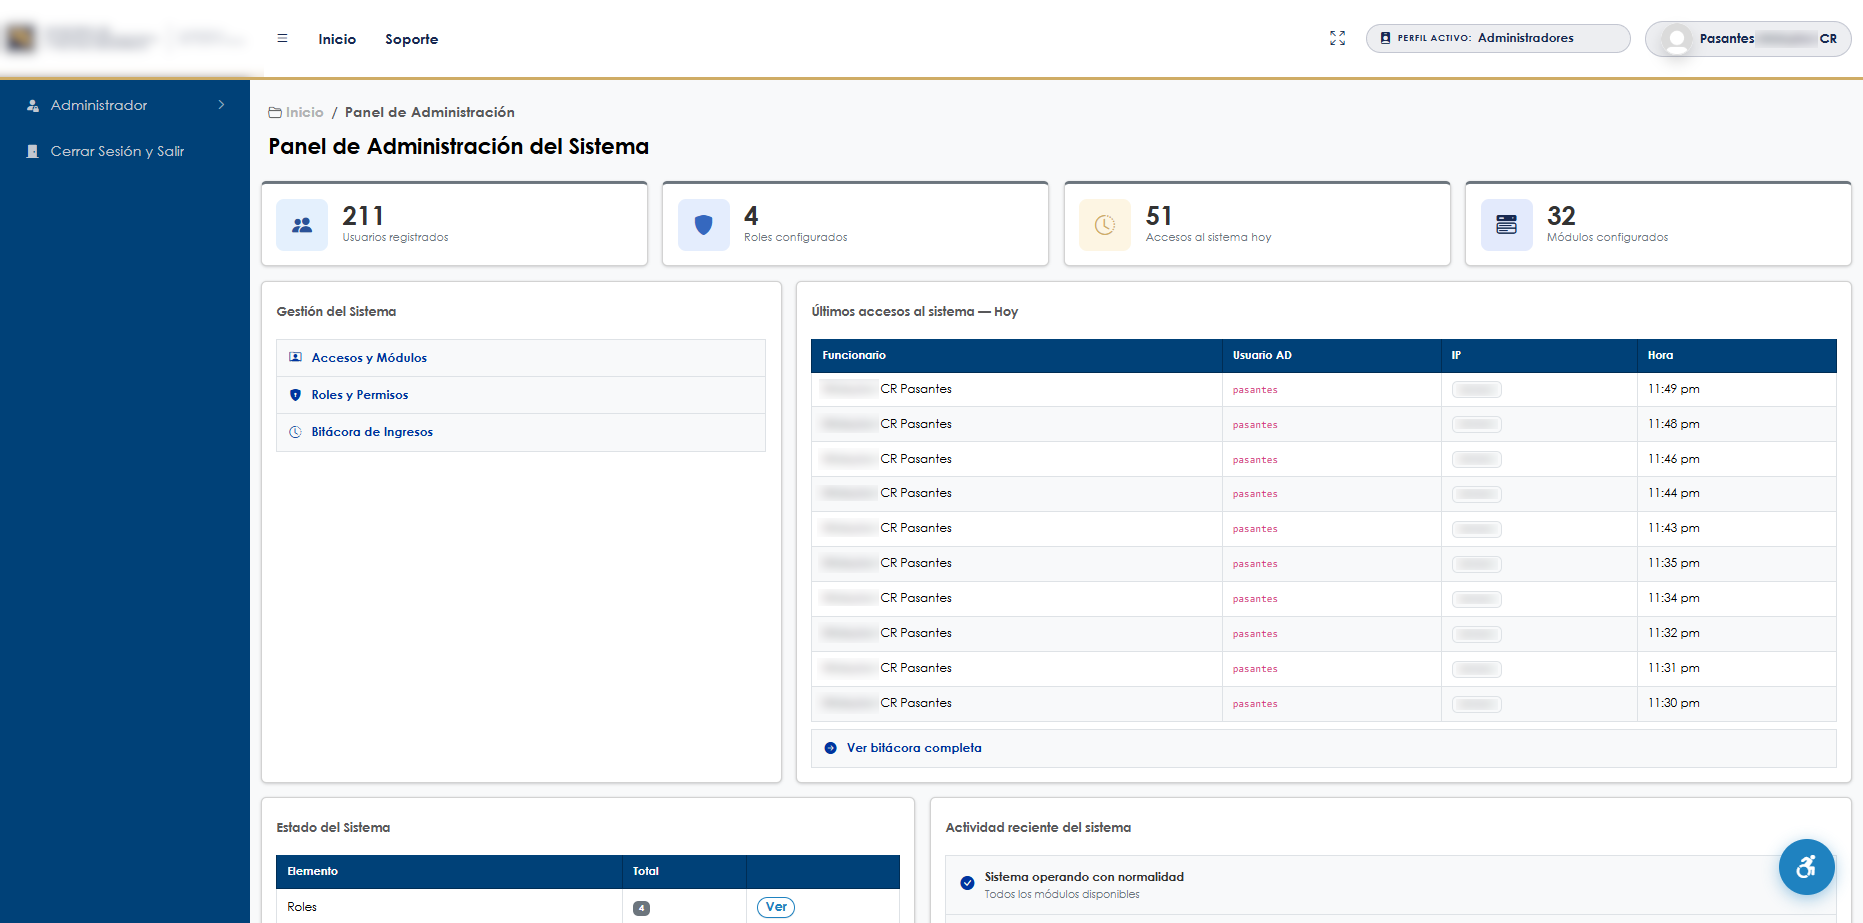 Inicio
Soporte
PERFIL ACTIVO: Administradores
Pasantes CR
Administrador
Cerrar Sesión y Salir
Inicio / Panel de Administración
Panel de Administración del Sistema
211
Usuarios registrados
4
Roles configurados
51
Accesos al sistema hoy
32
Módulos configurados
Gestión del Sistema
Accesos y Módulos
Roles y Permisos
Bitácora de Ingresos
Últimos accesos al sistema — Hoy
Funcionario Usuario AD IP Hora
CR Pasantes pasantes 11:49 pm
CR Pasantes pasantes 11:48 pm
CR Pasantes pasantes 11:46 pm
CR Pasantes pasantes 11:44 pm
CR Pasantes pasantes 11:43 pm
CR Pasantes pasantes 11:35 pm
CR Pasantes pasantes 11:34 pm
CR Pasantes pasantes 11:32 pm
CR Pasantes pasantes 11:31 pm
CR Pasantes pasantes 11:30 pm
Ver bitácora completa
Estado del Sistema
Elemento Total
Roles 4 Ver
Actividad reciente del sistema
Sistema operando con normalidad
Todos los módulos disponibles